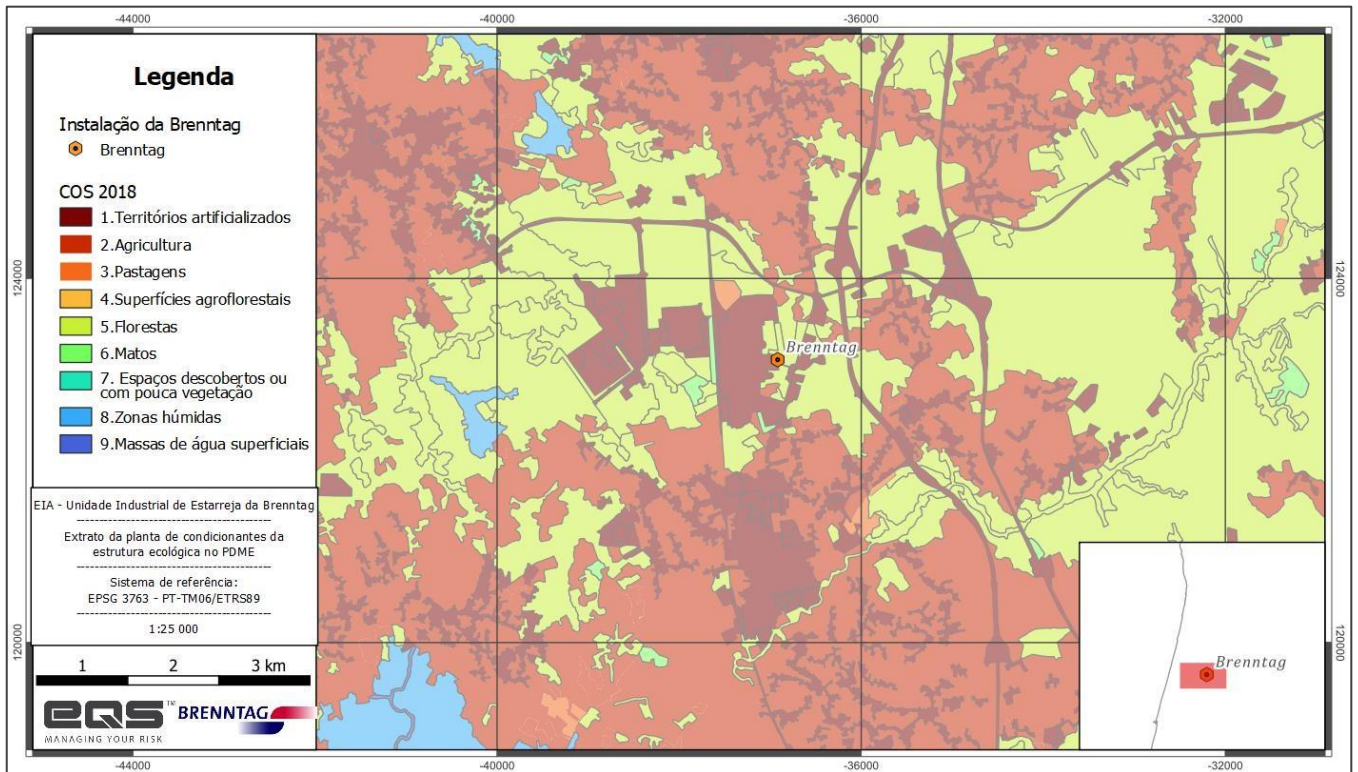 -44000
-40000
-36000
-32000
Legenda
Instalação da Brenntag
Brenntag
COS 2018
1.Territórios artificializados
2.Agricultura
3.Pastagens
4.Superfícies agroflorestais
5.Florestas
6.Matos
7. Espaços descobertos ou
com pouca vegetação
8.Zonas húmidas
9.Massas de água superficiais
EIA - Unidade Industrial de Estarreja da Brenntag
Extrato da planta de condicionantes da
estrutura ecológica no PDME
Sistema de referência:
EPSG 3763 - PT-TM06/ETRS89
1:25 000
1 2 3 km
eqs™
MANAGING YOUR RISK
BRENNTAG
124000
120000
Brenntag
124000
120000
Brenntag
-44000
-40000
-36000
-32000